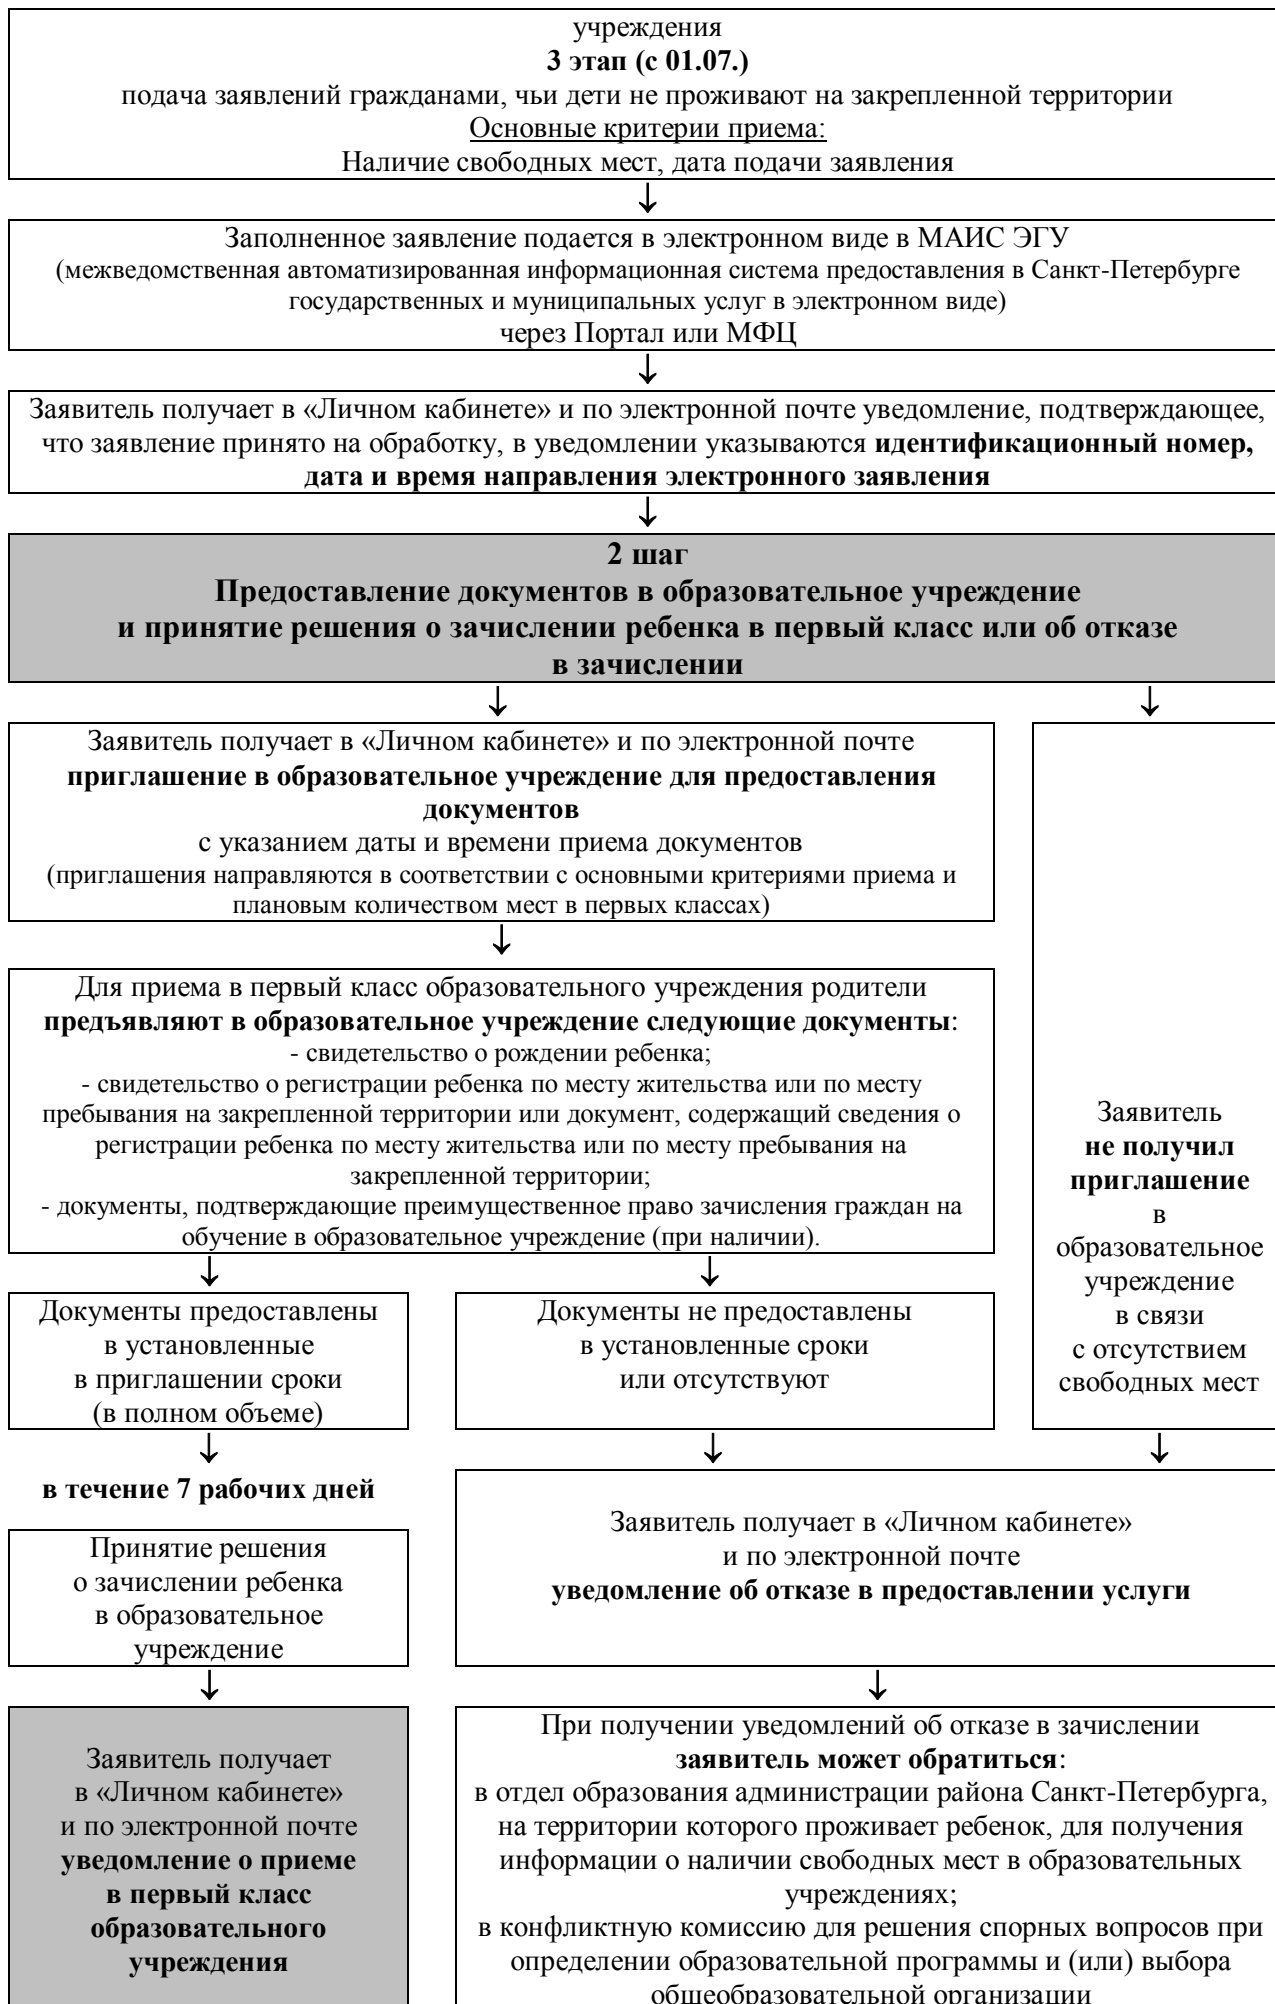 учреждения
3 этап (с 01.07.)
подача заявлений гражданами, чьи дети не проживают на закрепленной территории
Основные критерии приема:
Наличие свободных мест, дата подачи заявления
↓
Заполненное заявление подается в электронном виде в МАИС ЭГУ
(межведомственная автоматизированная информационная система предоставления в Санкт-Петербурге
государственных и муниципальных услуг в электронном виде)
через Портал или МФЦ
↓
Заявитель получает в «Личном кабинете» и по электронной почте уведомление, подтверждающее,
что заявление принято на обработку, в уведомлении указываются идентификационный номер,
дата и время направления электронного заявления
↓
2 шаг
Предоставление документов в образовательное учреждение
и принятие решения о зачислении ребенка в первый класс или об отказе
в зачислении
↓ ↓
Заявитель получает в «Личном кабинете» и по электронной почте
приглашение в образовательное учреждение для предоставления
документов
с указанием даты и времени приема документов
(приглашения направляются в соответствии с основными критериями приема и
плановым количеством мест в первых классах)
↓
Для приема в первый класс образовательного учреждения родители
предъявляют в образовательное учреждение следующие документы:
- свидетельство о рождении ребенка;
- свидетельство о регистрации ребенка по месту жительства или по месту
пребывания на закрепленной территории или документ, содержащий сведения о
регистрации ребенка по месту жительства или по месту пребывания на
закрепленной территории;
- документы, подтверждающие преимущественное право зачисления граждан на
обучение в образовательное учреждение (при наличии).
Заявитель
не получил
приглашение
в
образовательное
учреждение
в связи
с отсутствием
свободных мест
↓ ↓
Документы предоставлены
в установленные
в приглашении сроки
(в полном объеме)
Документы не предоставлены
в установленные сроки
или отсутствуют
↓ ↓ ↓
в течение 7 рабочих дней
Принятие решения
о зачислении ребенка
в образовательное
учреждение
Заявитель получает в «Личном кабинете»
и по электронной почте
уведомление об отказе в предоставлении услуги
↓ ↓
Заявитель получает
в «Личном кабинете»
и по электронной почте
уведомление о приеме
в первый класс
образовательного
учреждения
При получении уведомлений об отказе в зачислении
заявитель может обратиться:
в отдел образования администрации района Санкт-Петербурга,
на территории которого проживает ребенок, для получения
информации о наличии свободных мест в образовательных
учреждениях;
в конфликтную комиссию для решения спорных вопросов при
определении образовательной программы и (или) выбора
общеобразовательной организации